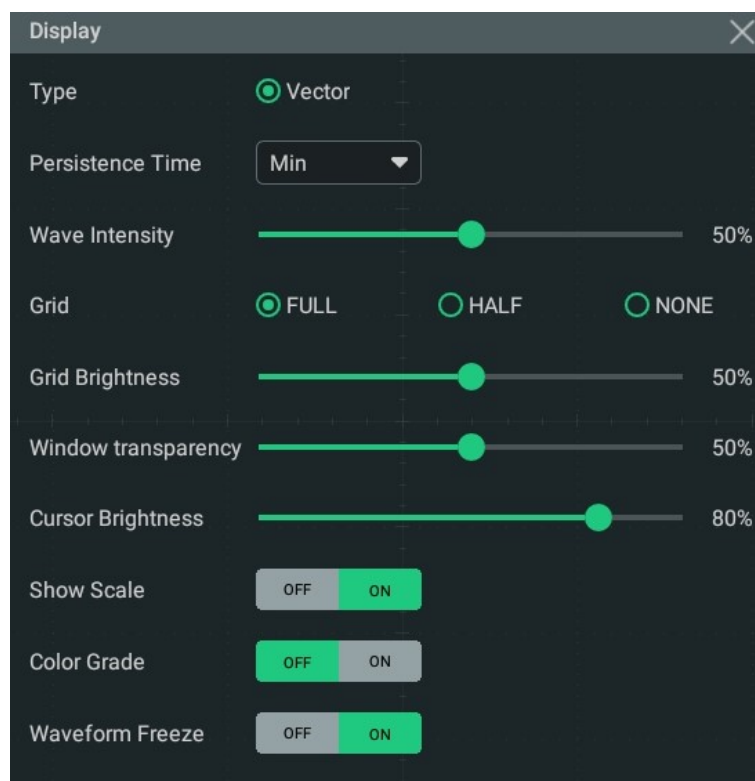 Display
Type Vector
Persistence Time Min
Wave Intensity 50%
Grid FULL HALF NONE
Grid Brightness 50%
Window transparency 50%
Cursor Brightness 80%
Show Scale OFF ON
Color Grade OFF ON
Waveform Freeze OFF ON